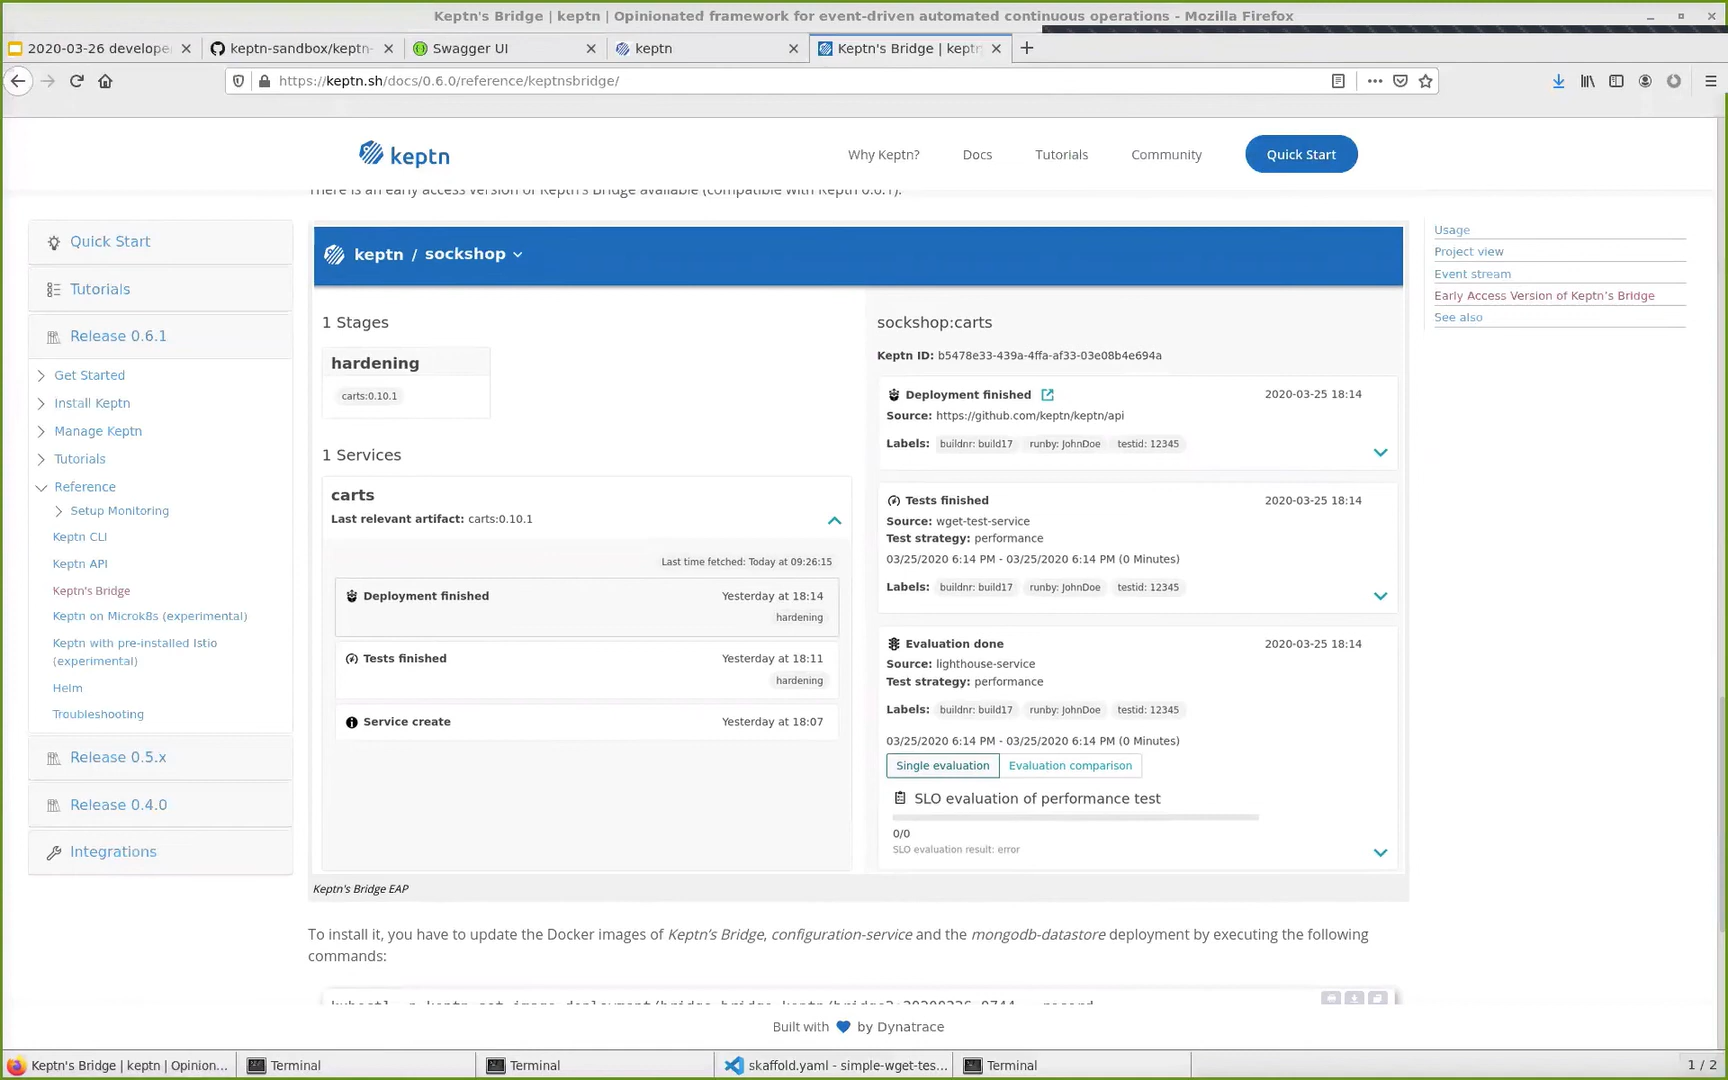 Keptn's Bridge | keptn | Opinionated framework for event-driven automated continuous operations - Mozilla Firefox
2020-03-26 develope
keptn-sandbox/keptn-
Swagger UI
keptn
Keptn's Bridge | keptn
https://keptn.sh/docs/0.6.0/reference/keptnsbridge/
keptn
Why Keptn?
Docs
Tutorials
Community
Quick Start
There is an early access version of Keptn's Bridge available (compatible with Keptn 0.6.1).
Quick Start
Tutorials
Release 0.6.1
Get Started
Install Keptn
Manage Keptn
Tutorials
Reference
Setup Monitoring
Keptn CLI
Keptn API
Keptn's Bridge
Keptn on Microk8s (experimental)
Keptn with pre-installed Istio
(experimental)
Helm
Troubleshooting
Release 0.5.x
Release 0.4.0
Integrations
keptn / sockshop
1 Stages
hardening
carts:0.10.1
1 Services
carts
Last relevant artifact: carts:0.10.1
Last time fetched: Today at 09:26:15
Deployment finished
Yesterday at 18:14
hardening
Tests finished
Yesterday at 18:11
hardening
Service create
Yesterday at 18:07
sockshop:carts
Keptn ID: b5478e33-439a-4ffa-af33-03e08b4e694a
Deployment finished
2020-03-25 18:14
Source: https://github.com/keptn/keptn/api
Labels: buildnr: build17 runby: JohnDoe testid: 12345
Tests finished
2020-03-25 18:14
Source: wget-test-service
Test strategy: performance
03/25/2020 6:14 PM - 03/25/2020 6:14 PM (0 Minutes)
Labels: buildnr: build17 runby: JohnDoe testid: 12345
Evaluation done
2020-03-25 18:14
Source: lighthouse-service
Test strategy: performance
Labels: buildnr: build17 runby: JohnDoe testid: 12345
03/25/2020 6:14 PM - 03/25/2020 6:14 PM (0 Minutes)
Single evaluation
Evaluation comparison
SLO evaluation of performance test
0/0
SLO evaluation result: error
Keptn's Bridge EAP
To install it, you have to update the Docker images of Keptn's Bridge, configuration-service and the mongodb-datastore deployment by executing the following
commands:
Usage
Project view
Event stream
Early Access Version of Keptn's Bridge
See also
Built with by Dynatrace
Keptn's Bridge | keptn | Opinion...
Terminal
Terminal
skaffold.yaml - simple-wget-tes...
Terminal
1 / 2